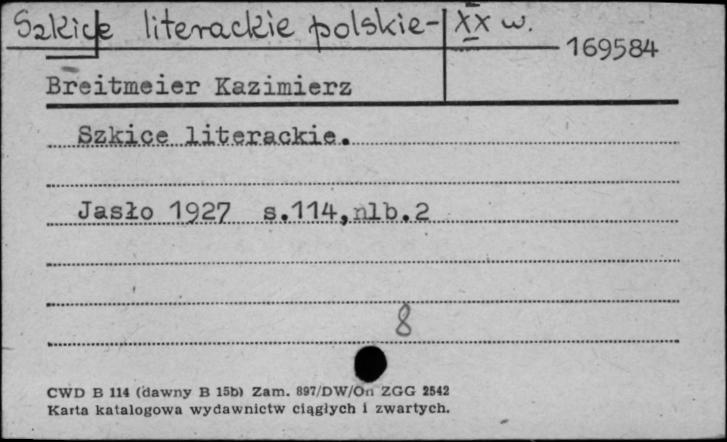 Szkice literackie polskie - XX w.
169584
Breitmeier Kazimierz
Szkice literackie.
Jasło 1927 s.114,nlb.2
8
CWD B 114 (dawny B 15b) Zam. 897/DW/On ZGG 2542
Karta katalogowa wydawnictw ciągłych i zwartych.